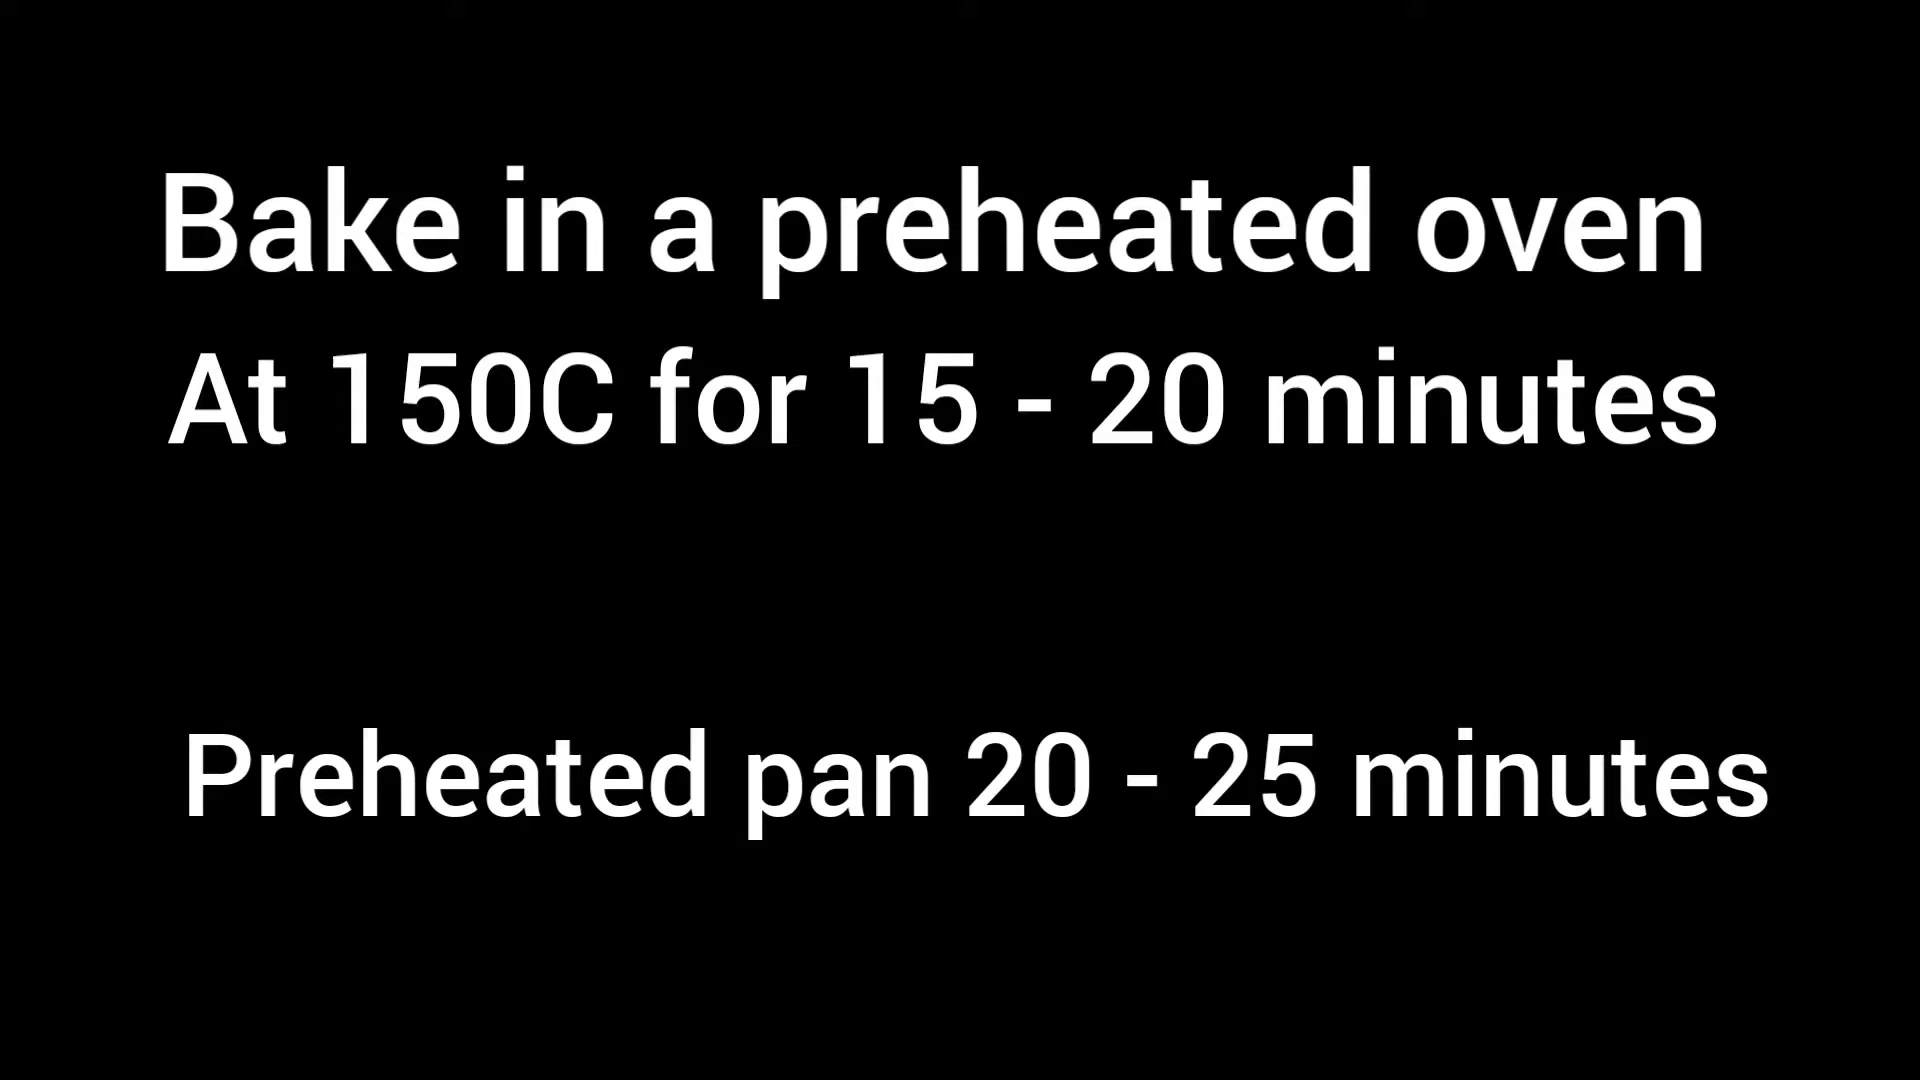 Bake in a preheated oven
At 150C for 15 - 20 minutes
Preheated pan 20 - 25 minutes